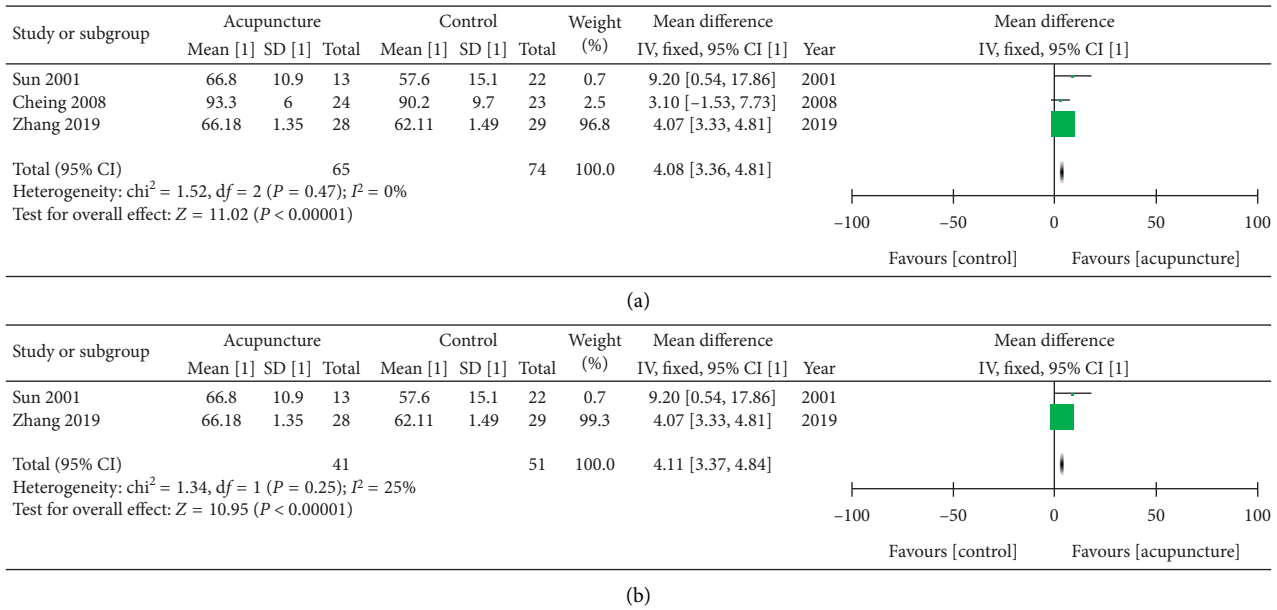 Study or subgroup Acupuncture Control Weight (%) Mean difference Mean difference
Mean [1] SD [1] Total Mean [1] SD [1] Total IV, fixed, 95% CI [1] Year IV, fixed, 95% CI [1]
Sun 2001 66.8 10.9 13 57.6 15.1 22 0.7 9.20 [0.54, 17.86] 2001
Cheing 2008 93.3 6 24 90.2 9.7 23 2.5 3.10 [−1.53, 7.73] 2008
Zhang 2019 66.18 1.35 28 62.11 1.49 29 96.8 4.07 [3.33, 4.81] 2019
Total (95% CI) 65 74 100.0 4.08 [3.36, 4.81]
Heterogeneity: chi² = 1.52, df = 2 (P = 0.47); I² = 0%
Test for overall effect: Z = 11.02 (P < 0.00001)
−100 −50 0 50 100
Favours [control] Favours [acupuncture]
(a)
Study or subgroup Acupuncture Control Weight (%) Mean difference Mean difference
Mean [1] SD [1] Total Mean [1] SD [1] Total IV, fixed, 95% CI [1] Year IV, fixed, 95% CI [1]
Sun 2001 66.8 10.9 13 57.6 15.1 22 0.7 9.20 [0.54, 17.86] 2001
Zhang 2019 66.18 1.35 28 62.11 1.49 29 99.3 4.07 [3.33, 4.81] 2019
Total (95% CI) 41 51 100.0 4.11 [3.37, 4.84]
Heterogeneity: chi² = 1.34, df = 1 (P = 0.25); I² = 25%
Test for overall effect: Z = 10.95 (P < 0.00001)
−100 −50 0 50 100
Favours [control] Favours [acupuncture]
(b)